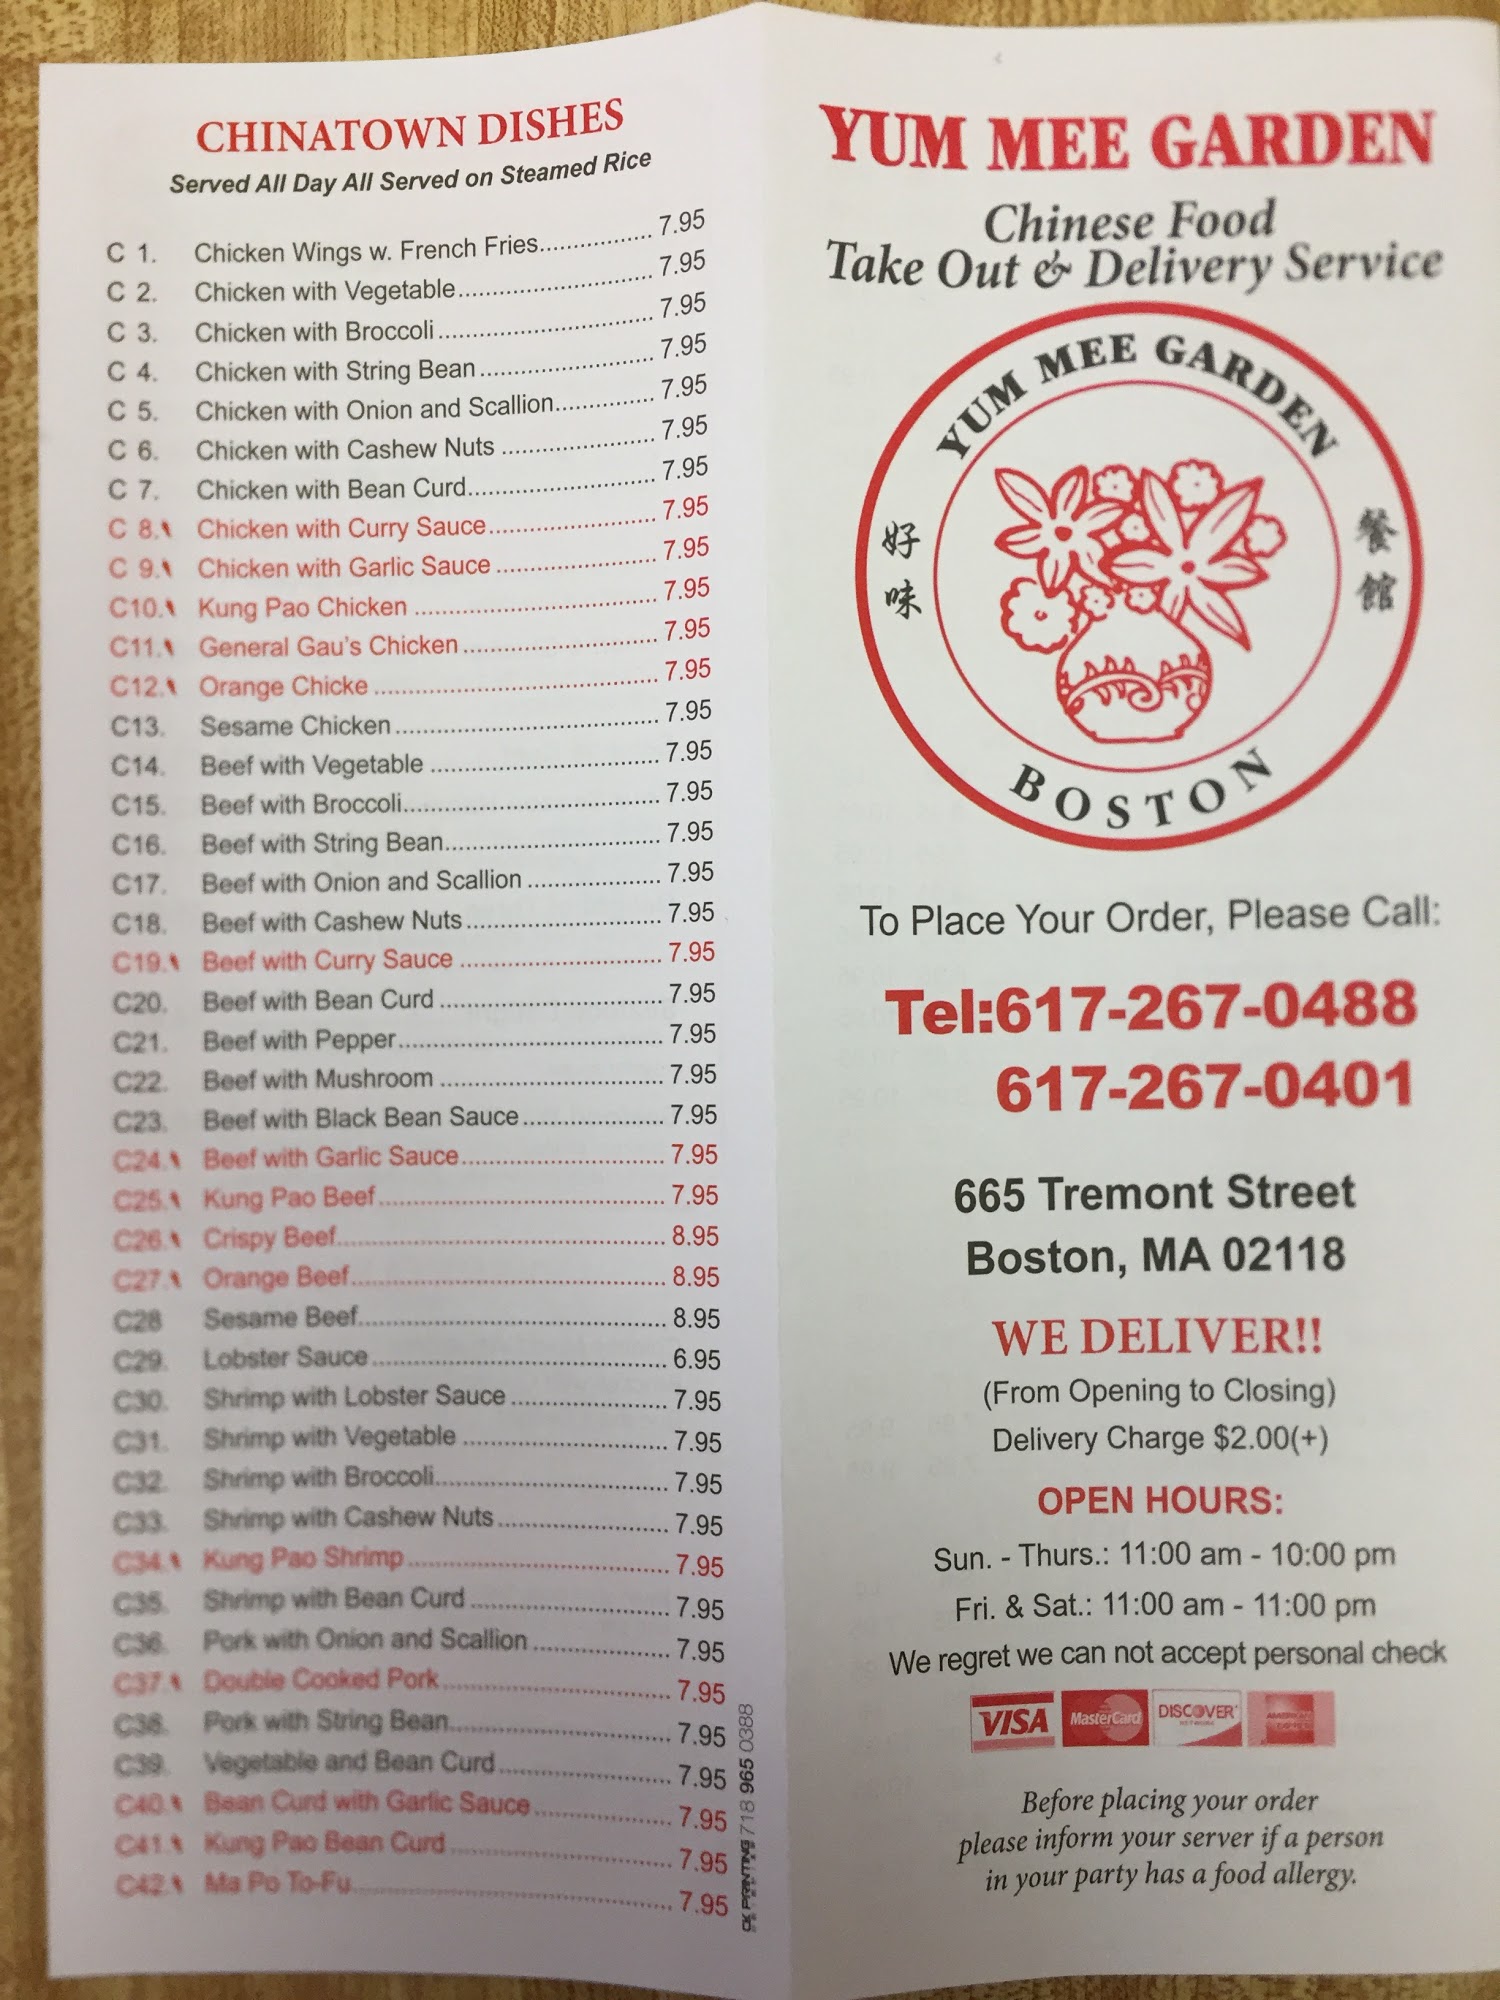 CHINATOWN DISHES
Served All Day All Served on Steamed Rice
C 1. Chicken Wings w. French Fries 7.95
C 2. Chicken with Vegetable 7.95
C 3. Chicken with Broccoli 7.95
C 4. Chicken with String Bean 7.95
C 5. Chicken with Onion and Scallion 7.95
C 6. Chicken with Cashew Nuts 7.95
C 7. Chicken with Bean Curd 7.95
C 8. Chicken with Curry Sauce 7.95
C 9. Chicken with Garlic Sauce 7.95
C10. Kung Pao Chicken 7.95
C11. General Gau's Chicken 7.95
C12. Orange Chicke 7.95
C13. Sesame Chicken 7.95
C14. Beef with Vegetable 7.95
C15. Beef with Broccoli 7.95
C16. Beef with String Bean 7.95
C17. Beef with Onion and Scallion 7.95
C18. Beef with Cashew Nuts 7.95
C19. Beef with Curry Sauce 7.95
C20. Beef with Bean Curd 7.95
C21. Beef with Pepper 7.95
C22. Beef with Mushroom 7.95
C23. Beef with Black Bean Sauce 7.95
C24. Beef with Garlic Sauce 7.95
C25. Kung Pao Beef 7.95
C26. Crispy Beef 8.95
C27. Orange Beef 8.95
C28 Sesame Beef 8.95
C29. Lobster Sauce 6.95
C30. Shrimp with Lobster Sauce 7.95
C31. Shrimp with Vegetable 7.95
C32. Shrimp with Broccoli 7.95
C33. Shrimp with Cashew Nuts 7.95
C34. Kung Pao Shrimp 7.95
C35. Shrimp with Bean Curd 7.95
C36. Pork with Onion and Scallion 7.95
C37. Double Cooked Pork 7.95
C38. Pork with String Bean 7.95
C39. Vegetable and Bean Curd 7.95
C40. Bean Curd with Garlic Sauce 7.95
C41. Kung Pao Bean Curd 7.95
C42. Ma Po To-Fu 7.95
CK PRINTING 718 965 0388
YUM MEE GARDEN
Chinese Food
Take Out & Delivery Service
YUM MEE GARDEN
好味
餐館
BOSTON
To Place Your Order, Please Call:
Tel:617-267-0488
617-267-0401
665 Tremont Street
Boston, MA 02118
WE DELIVER!!
(From Opening to Closing)
Delivery Charge $2.00(+)
OPEN HOURS:
Sun. - Thurs.: 11:00 am - 10:00 pm
Fri. & Sat.: 11:00 am - 11:00 pm
We regret we can not accept personal check
VISA MasterCard DISCOVER NETWORK AMERICAN EXPRESS
Before placing your order
please inform your server if a person
in your party has a food allergy.